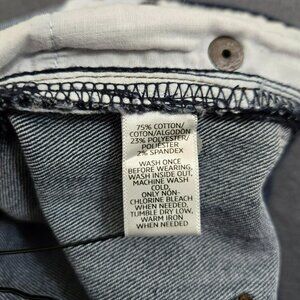 75% COTTON/
COTON/ALGODON
23% POLYESTER/
POLIESTER
2% SPANDEX
WASH ONCE
BEFORE WEARING,
WASH INSIDE OUT,
MACHINE WASH
COLD,
ONLY NON-
CHLORINE BLEACH
WHEN NEEDED,
TUMBLE DRY LOW,
WARM IRON
WHEN NEEDED